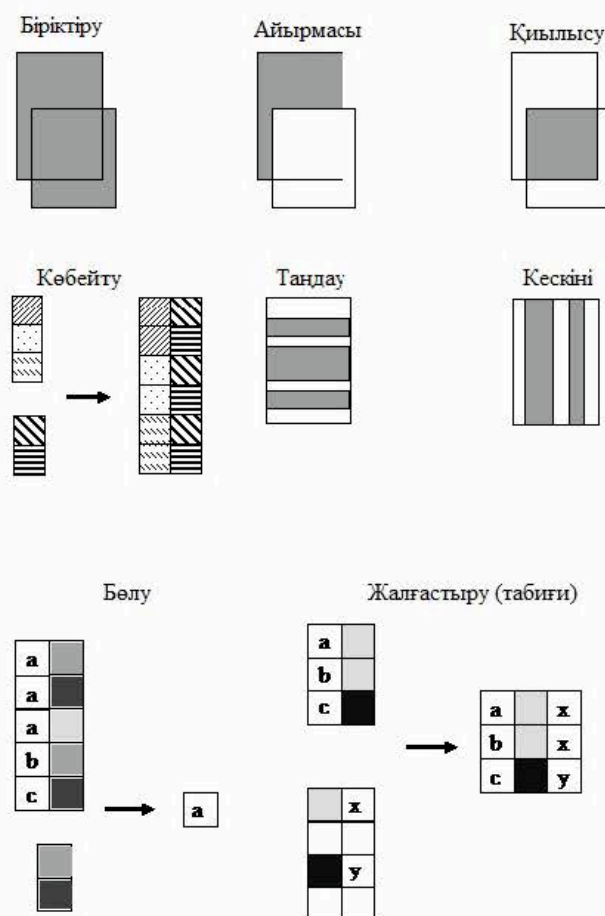 Біріктіру
Айырмасы
Қиылысу
Көбейту
Таңдау
Кескіні
Бөлу
Жалғастыру (табиғи)
a
a
a
b
c
a
a
b
c
x
y
a x
b x
c y